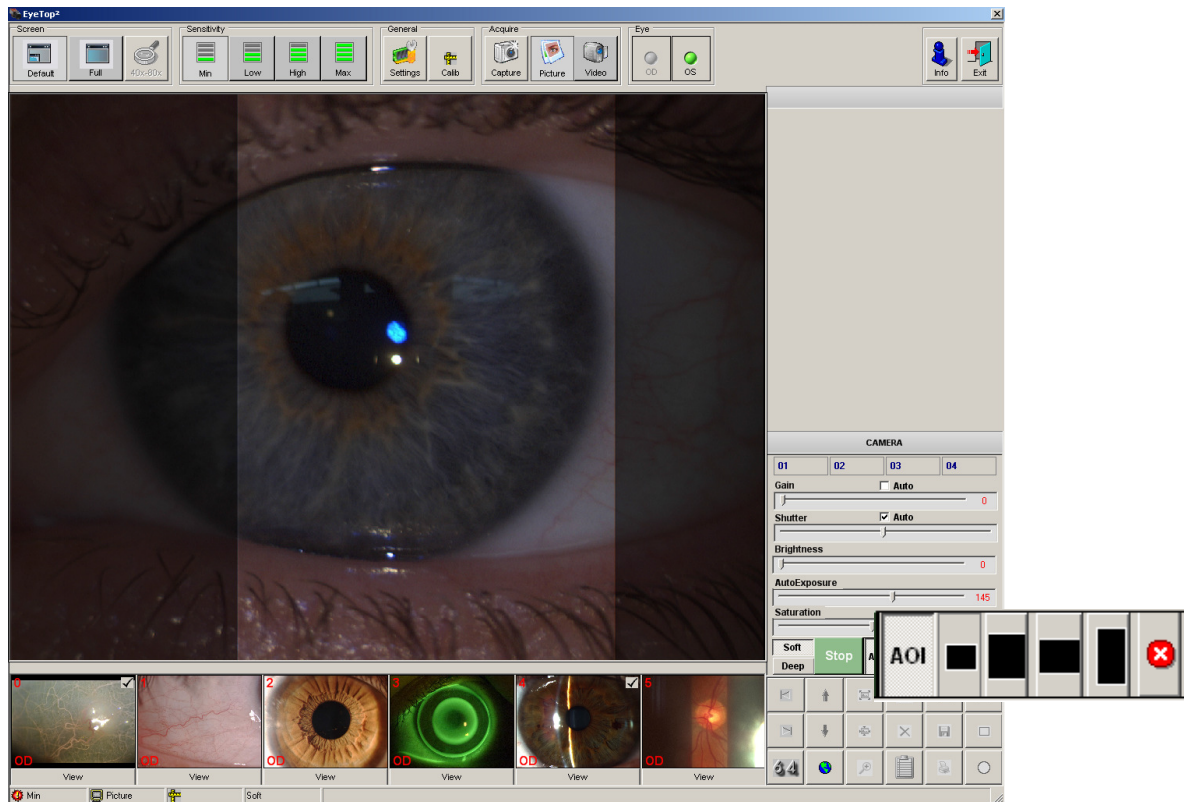 EyeTop²
Screen
Sensitivity
General
Acquire
Eye
Default
Full
40x-80x
Min
Low
High
Max
Settings
Calib
Capture
Picture
Video
OD
OS
Info
Exit
CAMERA
01 02 03 04
Gain
Auto
0
Shutter
Auto
Brightness
0
AutoExposure
145
Saturation
Soft
Deep
Stop
A
AOI
0
OD
1
OD
2
OD
3
OD
4
OD
5
OD
View
View
View
View
View
View
Min
Picture
Soft